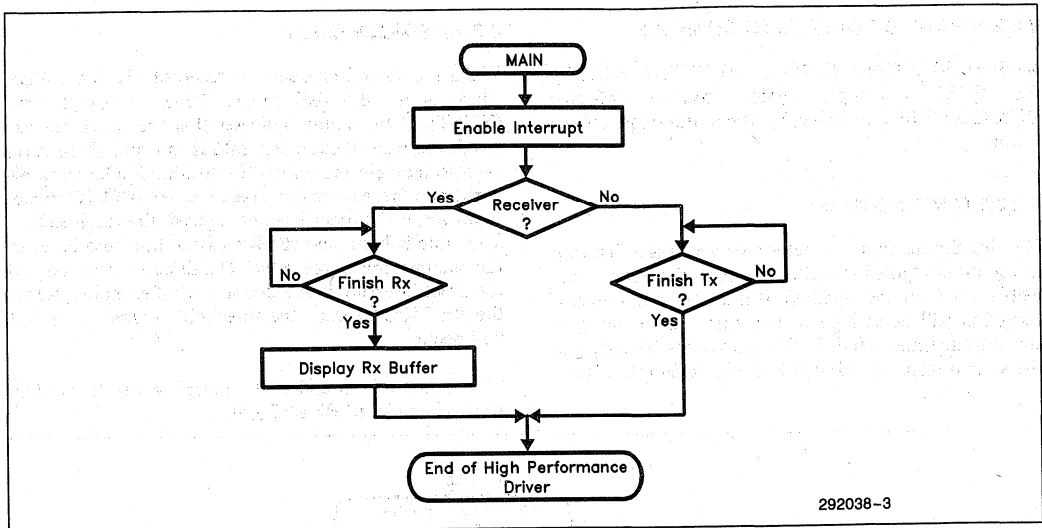 MAIN
Enable Interrupt
Yes
Receiver
?
No
No
Finish Rx
?
Yes
Finish Tx
?
No
Yes
Display Rx Buffer
End of High Performance
Driver
292038-3